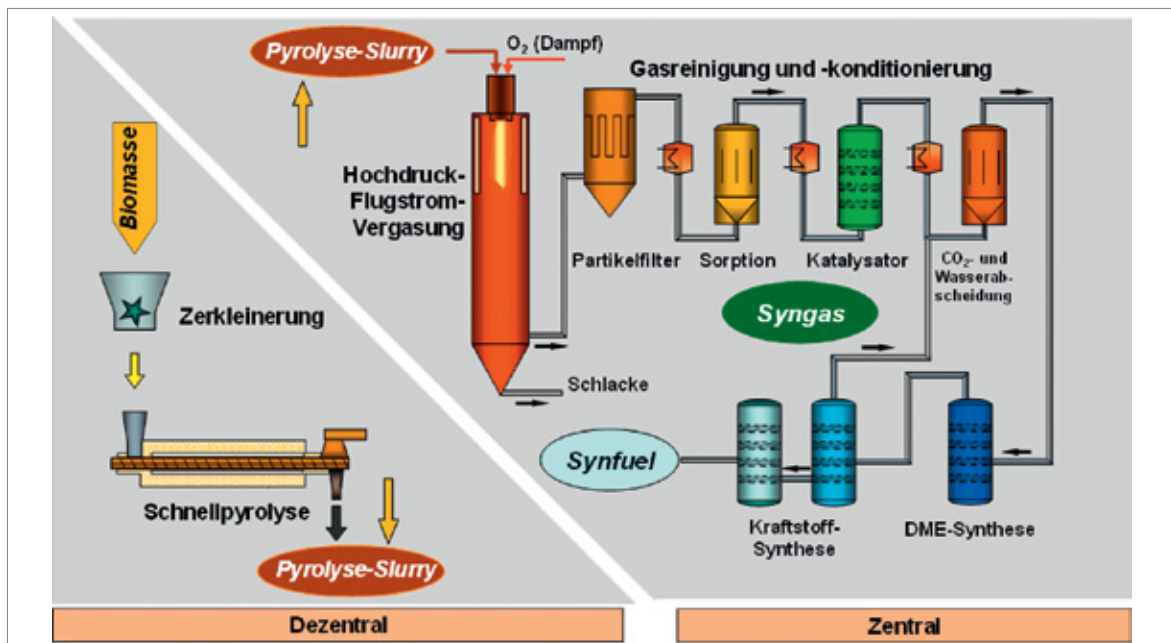 Pyrolyse-Slurry
O₂ (Dampf)
Gasreinigung und -konditionierung
Biomasse
Hochdruck-
Flugstrom-
Vergasung
Partikelfilter
Sorption
Katalysator
CO₂- und
Wasserab-
scheidung
Zerkleinerung
Syngas
Schlacke
Synfuel
Schnellpyrolyse
Kraftstoff-
Synthese
DME-Synthese
Pyrolyse-Slurry
Dezentral
Zentral